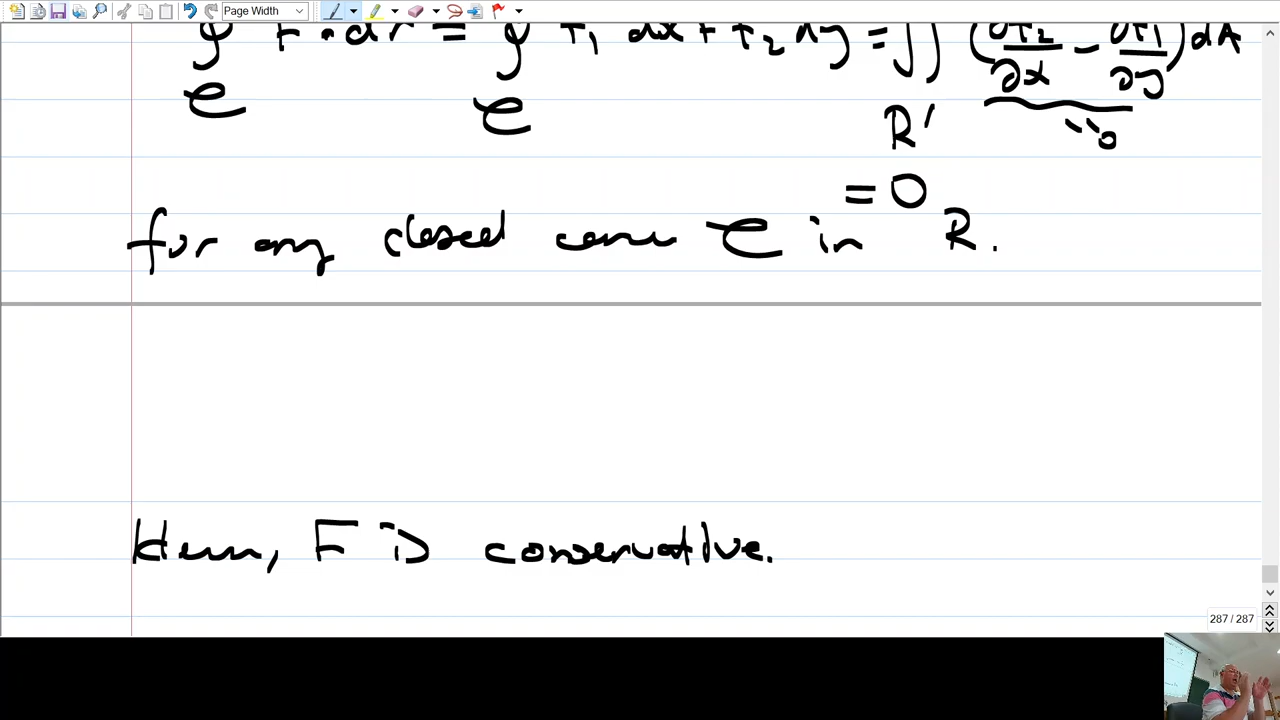 Page Width
∮ F • dr = ∮ F₁ dx + F₂ dy = ∬ (∂F₂/∂x − ∂F₁/∂y) dA
C C R' 0
= 0
for any closed curve C in R.
Hence, F is conservative.
287 / 287